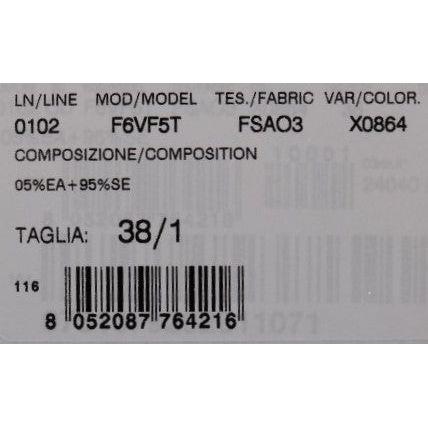 LN/LINE MOD/MODEL TES./FABRIC VAR/COLOR.
0102 F6VF5T FSAO3 X0864
COMPOSIZIONE/COMPOSITION
05%EA+95%SE
TAGLIA: 38/1
116
8 052087 764216